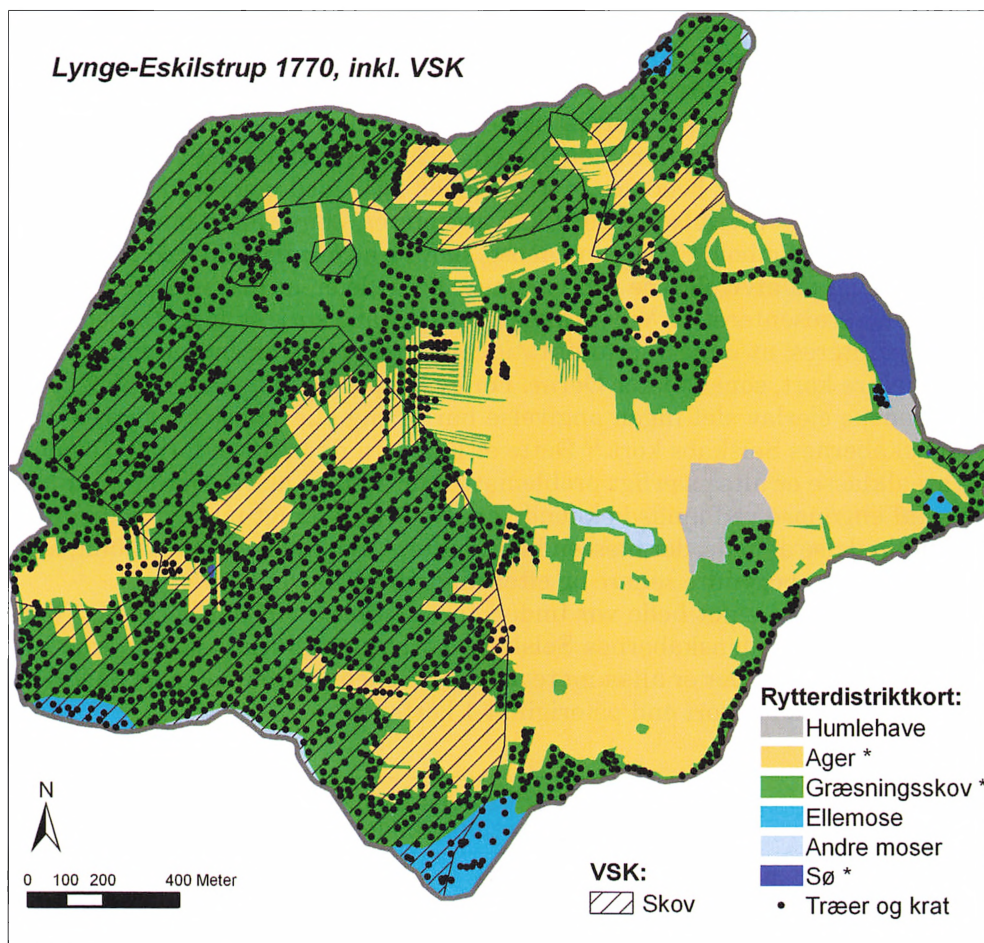 Lynge-Eskilstrup 1770, inkl. VSK
Rytterdistriktkort:
Humlehave
Ager *
Græsningsskov *
Ellemose
Andre moser
Sø *
Træer og krat
VSK:
Skov
N
0 100 200 400 Meter